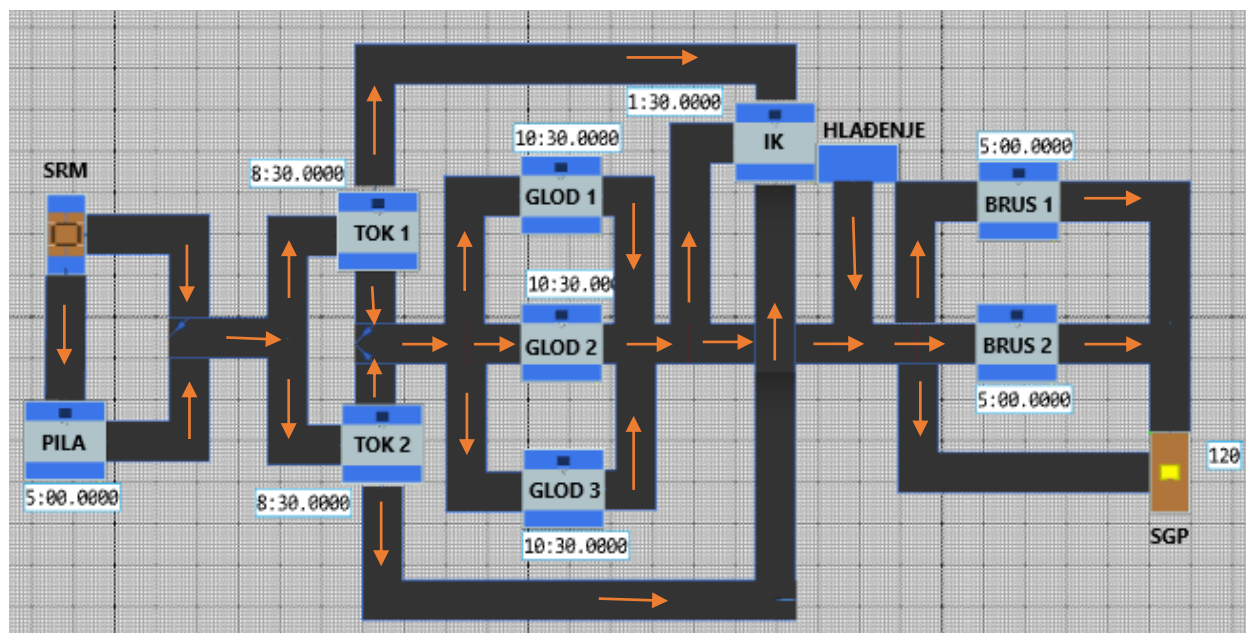 SRM
PILA
5:00.0000
8:30.0000
TOK 1
TOK 2
8:30.0000
10:30.0000
GLOD 1
10:30.00
GLOD 2
GLOD 3
10:30.0000
1:30.0000
IK
HLAĐENJE
5:00.0000
BRUS 1
BRUS 2
5:00.0000
120
SGP